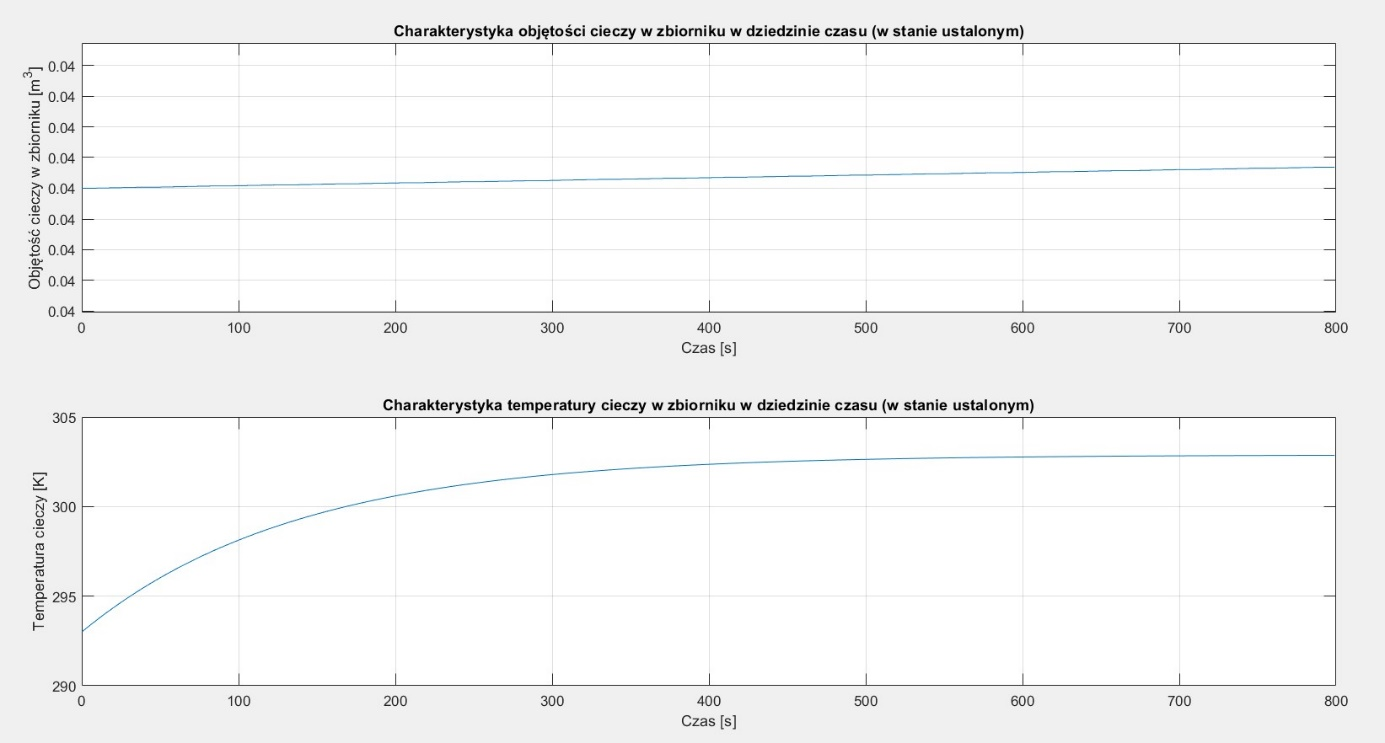 Charakterystyka objętości cieczy w zbiorniku w dziedzinie czasu (w stanie ustalonym)
Objętość cieczy w zbiorniku [m³]
0.04
0.04
0.04
0.04
0.04
0.04
0.04
0.04
0.04
0 100 200 300 400 500 600 700 800
Czas [s]
Charakterystyka temperatury cieczy w zbiorniku w dziedzinie czasu (w stanie ustalonym)
Temperatura cieczy [K]
305
300
295
290
0 100 200 300 400 500 600 700 800
Czas [s]